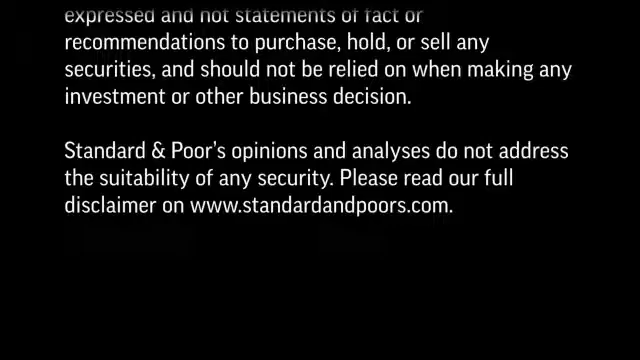 expressed and not statements of fact or
recommendations to purchase, hold, or sell any
securities, and should not be relied on when making any
investment or other business decision.
Standard & Poor's opinions and analyses do not address
the suitability of any security. Please read our full
disclaimer on www.standardandpoors.com.